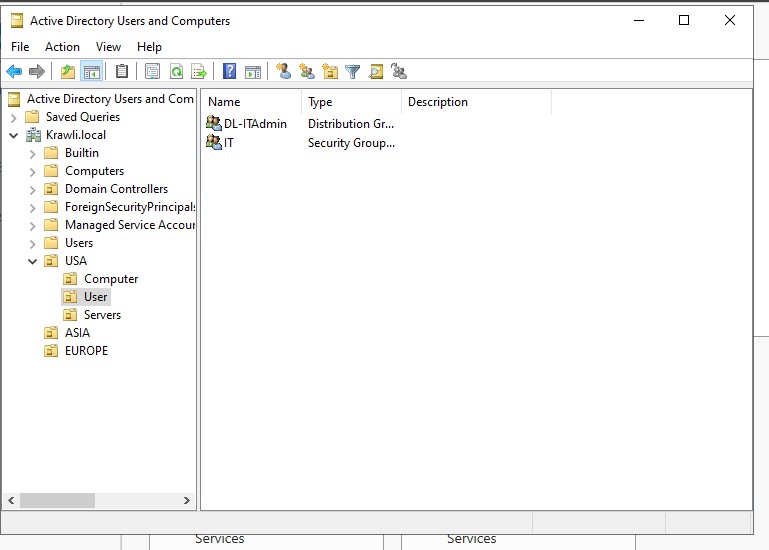 Active Directory Users and Computers
File Action View Help
Active Directory Users and Com
Saved Queries
Krawli.local
Builtin
Computers
Domain Controllers
ForeignSecurityPrincipals
Managed Service Accour
Users
USA
Computer
User
Servers
ASIA
EUROPE
Name Type Description
DL-ITAdmin Distribution Gr...
IT Security Group...
Services Services